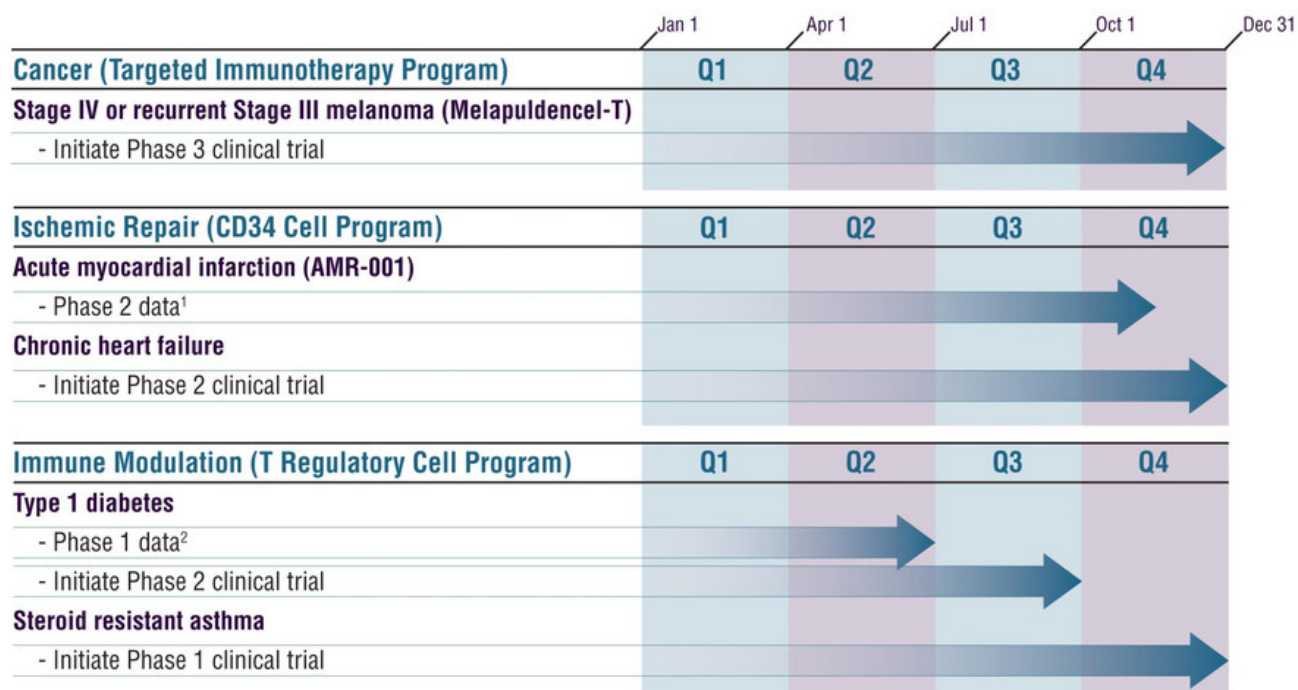 Jan 1 Apr 1 Jul 1 Oct 1 Dec 31
Cancer (Targeted Immunotherapy Program) Q1 Q2 Q3 Q4
Stage IV or recurrent Stage III melanoma (Melapuldencel-T)
- Initiate Phase 3 clinical trial
Ischemic Repair (CD34 Cell Program) Q1 Q2 Q3 Q4
Acute myocardial infarction (AMR-001)
- Phase 2 data¹
Chronic heart failure
- Initiate Phase 2 clinical trial
Immune Modulation (T Regulatory Cell Program) Q1 Q2 Q3 Q4
Type 1 diabetes
- Phase 1 data²
- Initiate Phase 2 clinical trial
Steroid resistant asthma
- Initiate Phase 1 clinical trial